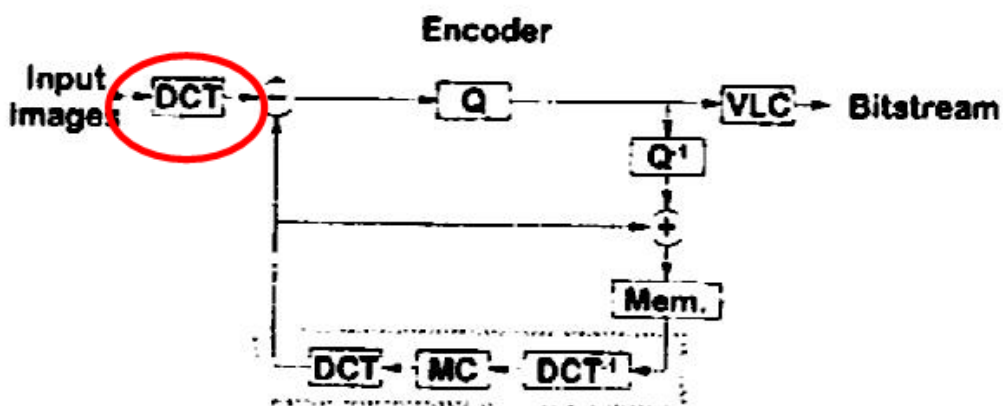 Encoder
Input
images
DCT
−
Q
VLC
Bitstream
Q-1
+
Mem.
DCT
MC
DCT-1